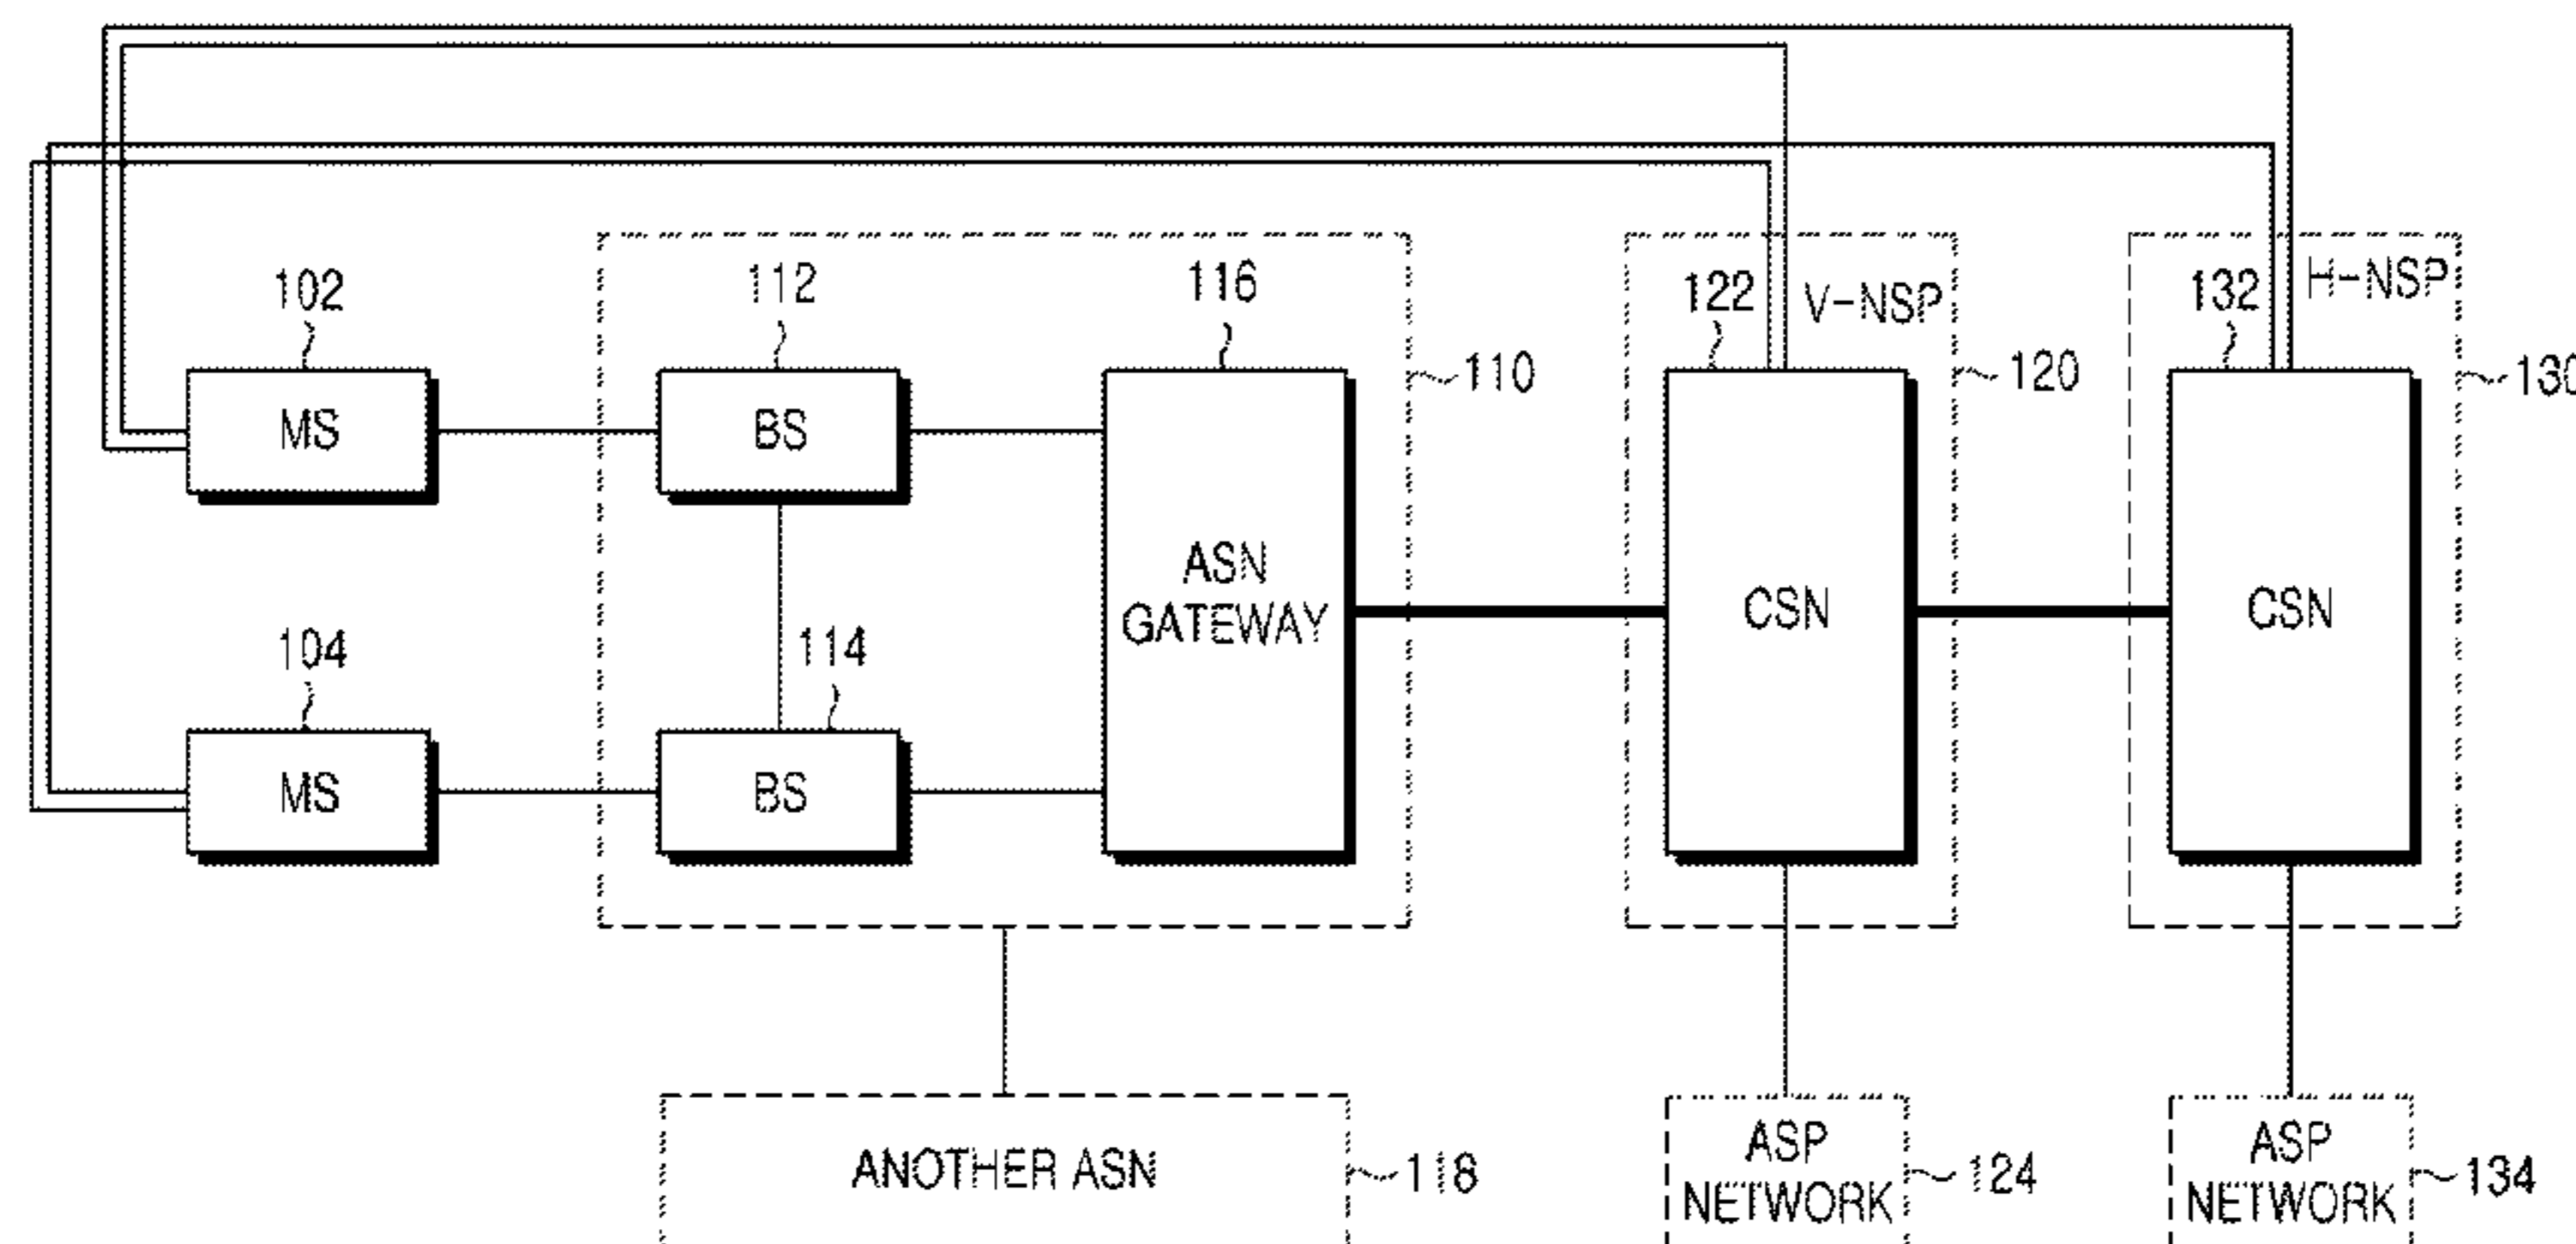 102
112
116
122
V-NSP
132
H-NSP
110
120
130
MS
BS
ASN
GATEWAY
CSN
CSN
104
114
MS
BS
ANOTHER ASN
118
ASP
NETWORK
124
ASP
NETWORK
134